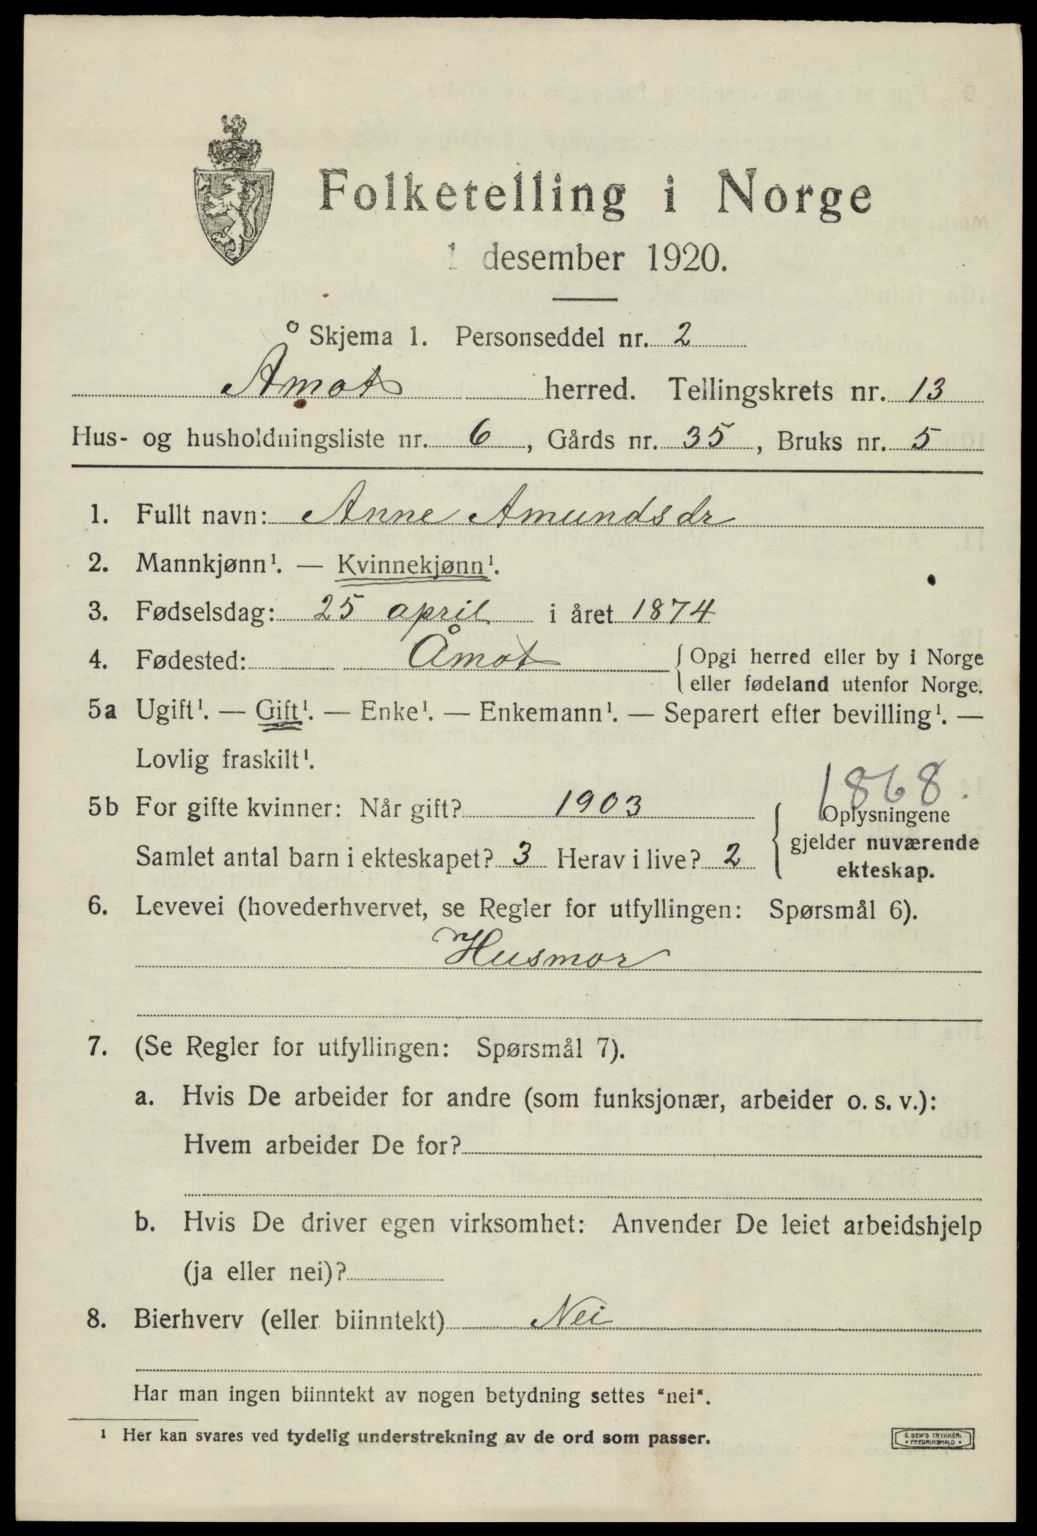 Folketelling i Norge
1 desember 1920.
Skjema 1. Personseddel nr. 2
Åmot herred. Tellingskrets nr. 13
Hus- og husholdningsliste nr. 6, Gårds nr. 35, Bruks nr. 5
1. Fullt navn: Anne Amundsdr
2. Mannkjønn¹. — Kvinnekjønn¹.
3. Fødselsdag: 25 april i året 1874
4. Fødested: Åmot { Opgi herred eller by i Norge
eller fødeland utenfor Norge.
5a Ugift¹. — Gift¹. — Enke¹. — Enkemann¹. — Separert efter bevilling¹. —
Lovlig fraskilt¹.
1868.
5b For gifte kvinner: Når gift? 1903
Samlet antal barn i ekteskapet? 3 Herav i live? 2
{ Oplysningene
gjelder nuværende
ekteskap.
6. Levevei (hovederhvervet, se Regler for utfyllingen: Spørsmål 6).
Husmor
7. (Se Regler for utfyllingen: Spørsmål 7).
a. Hvis De arbeider for andre (som funksjonær, arbeider o. s. v.):
Hvem arbeider De for?
b. Hvis De driver egen virksomhet: Anvender De leiet arbeidshjelp
(ja eller nei)?
8. Bierhverv (eller biinntekt) Nei
Har man ingen biinntekt av nogen betydning settes "nei".
¹ Her kan svares ved tydelig understrekning av de ord som passer.
E. SEM'S TRYKKERI
FREDRIKSHALD